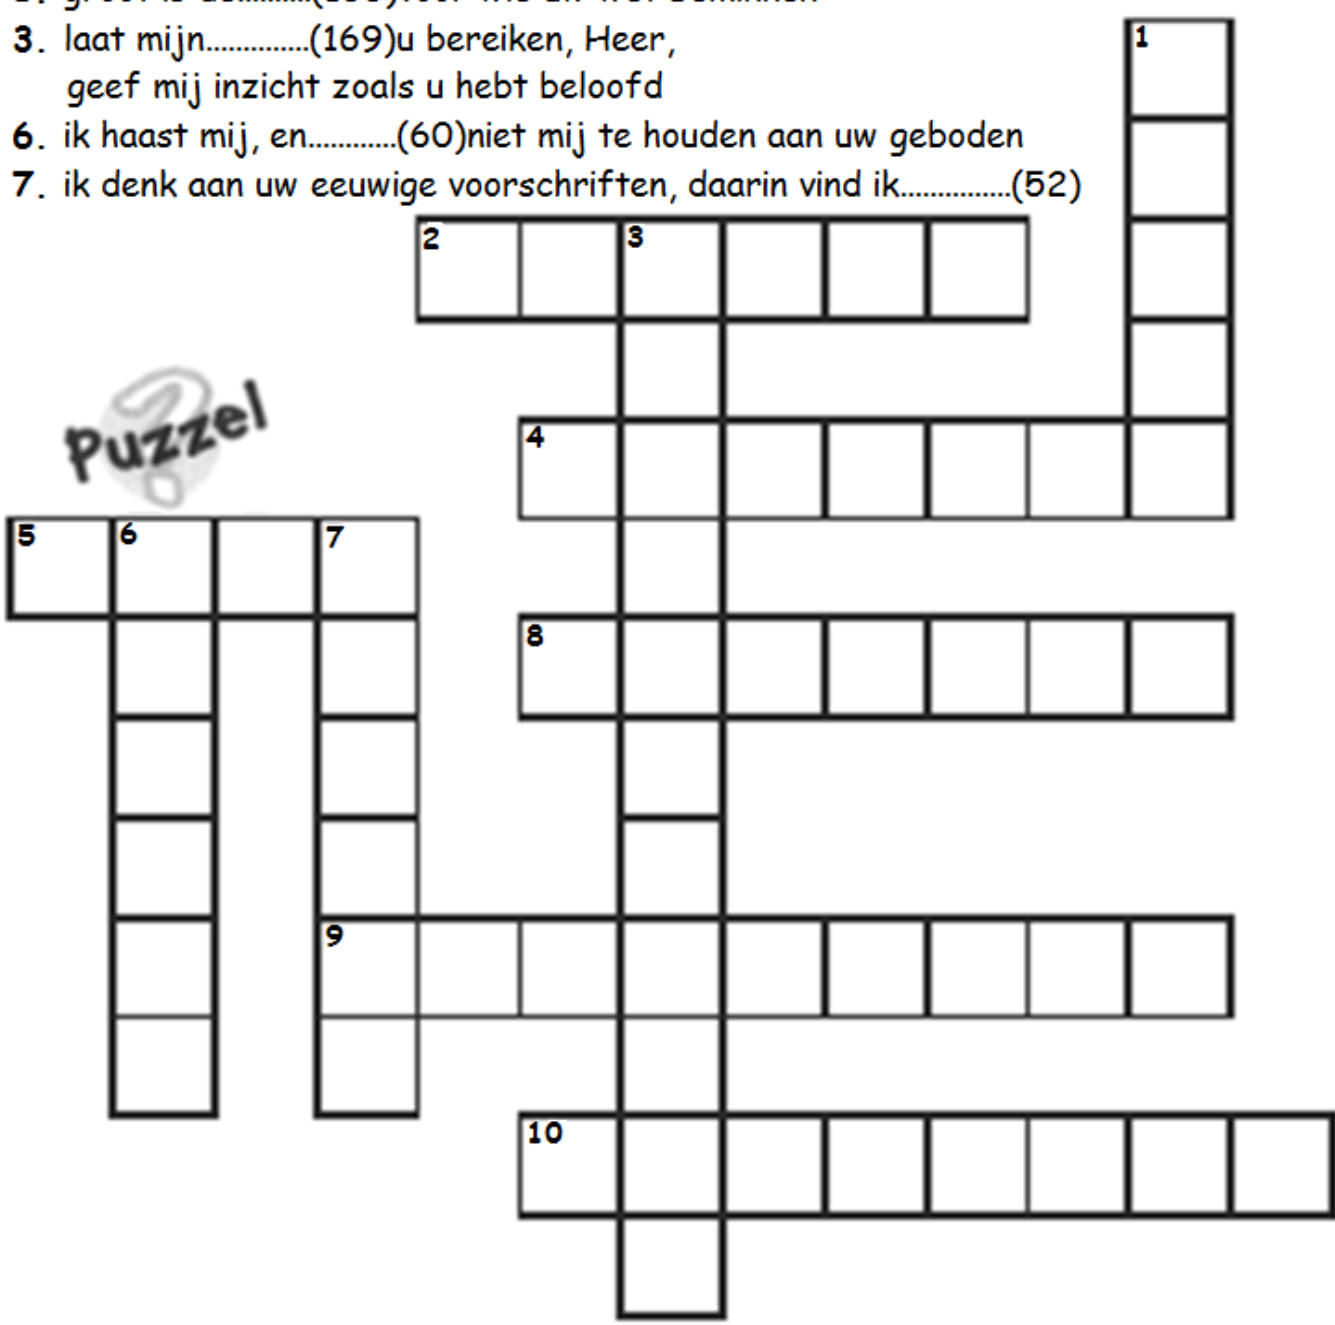 3. laat mijn..............(169)u bereiken, Heer,
geef mij inzicht zoals u hebt beloofd
6. ik haast mij, en............(60)niet mij te houden aan uw geboden
7. ik denk aan uw eeuwige voorschriften, daarin vind ik...............(52)
1
2 3
Puzzel
4
5 6 7
8
9
10